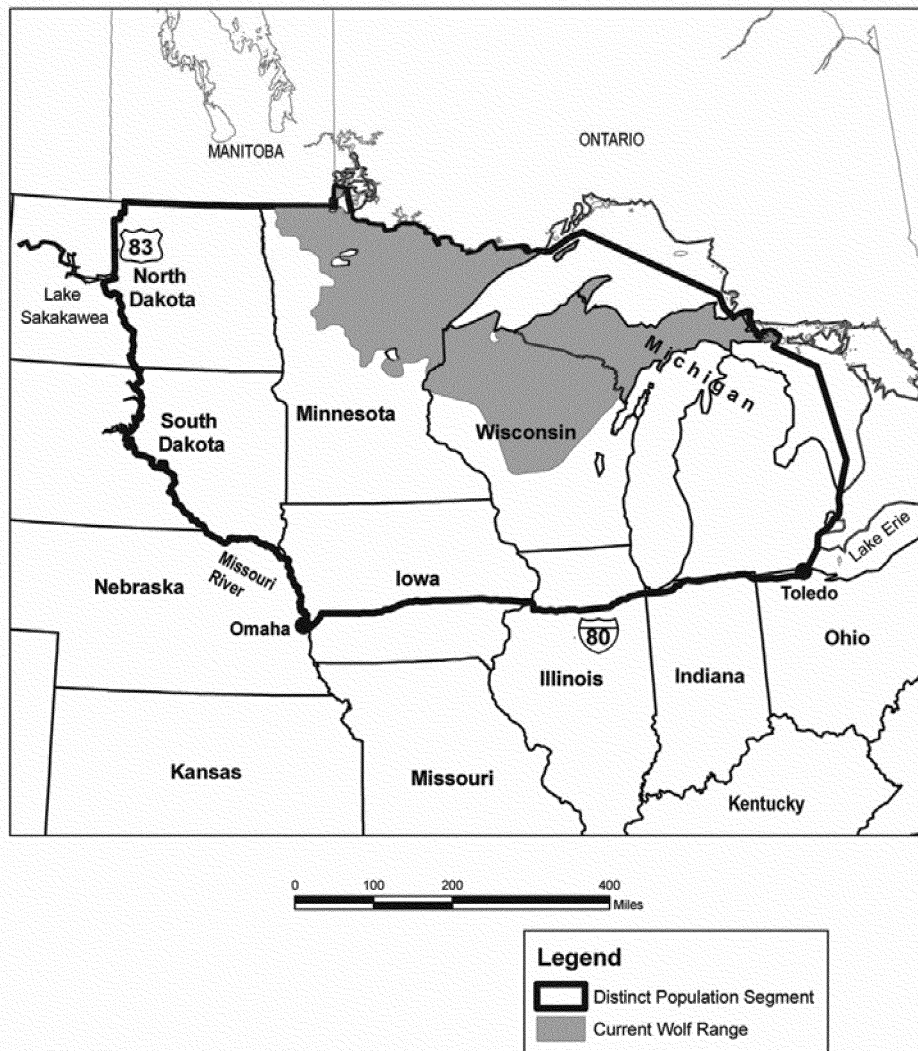 ONTARIO
MANITOBA
83
North
Dakota
Lake
Sakakawea
Michigan
South
Dakota
Minnesota
Wisconsin
Lake Erie
Missouri
River
Nebraska
Iowa
Toledo
Omaha
80
Ohio
Illinois
Indiana
Kansas
Missouri
Kentucky
0 100 200 400
Miles
Legend
Distinct Population Segment
Current Wolf Range